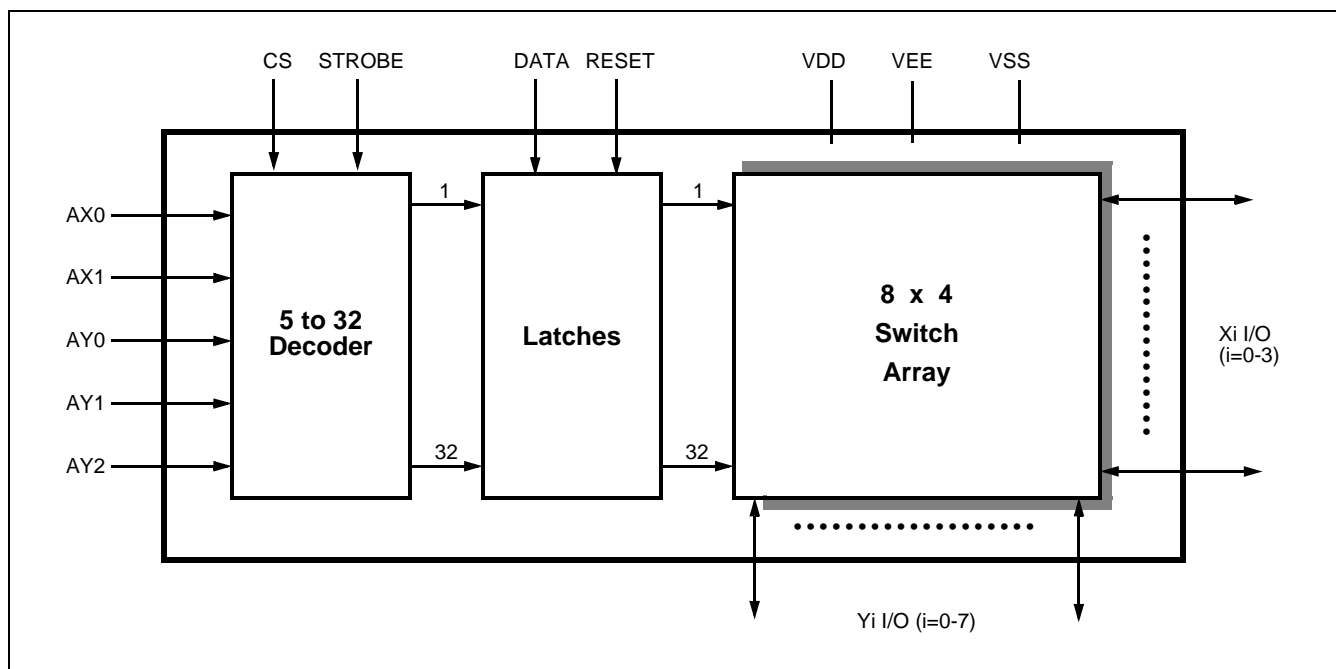 CS STROBE DATA RESET VDD VEE VSS
AX0
AX1
AY0
AY1
AY2
5 to 32
Decoder
1
32
Latches
1
32
8 x 4
Switch
Array
Xi I/O
(i=0-3)
Yi I/O (i=0-7)